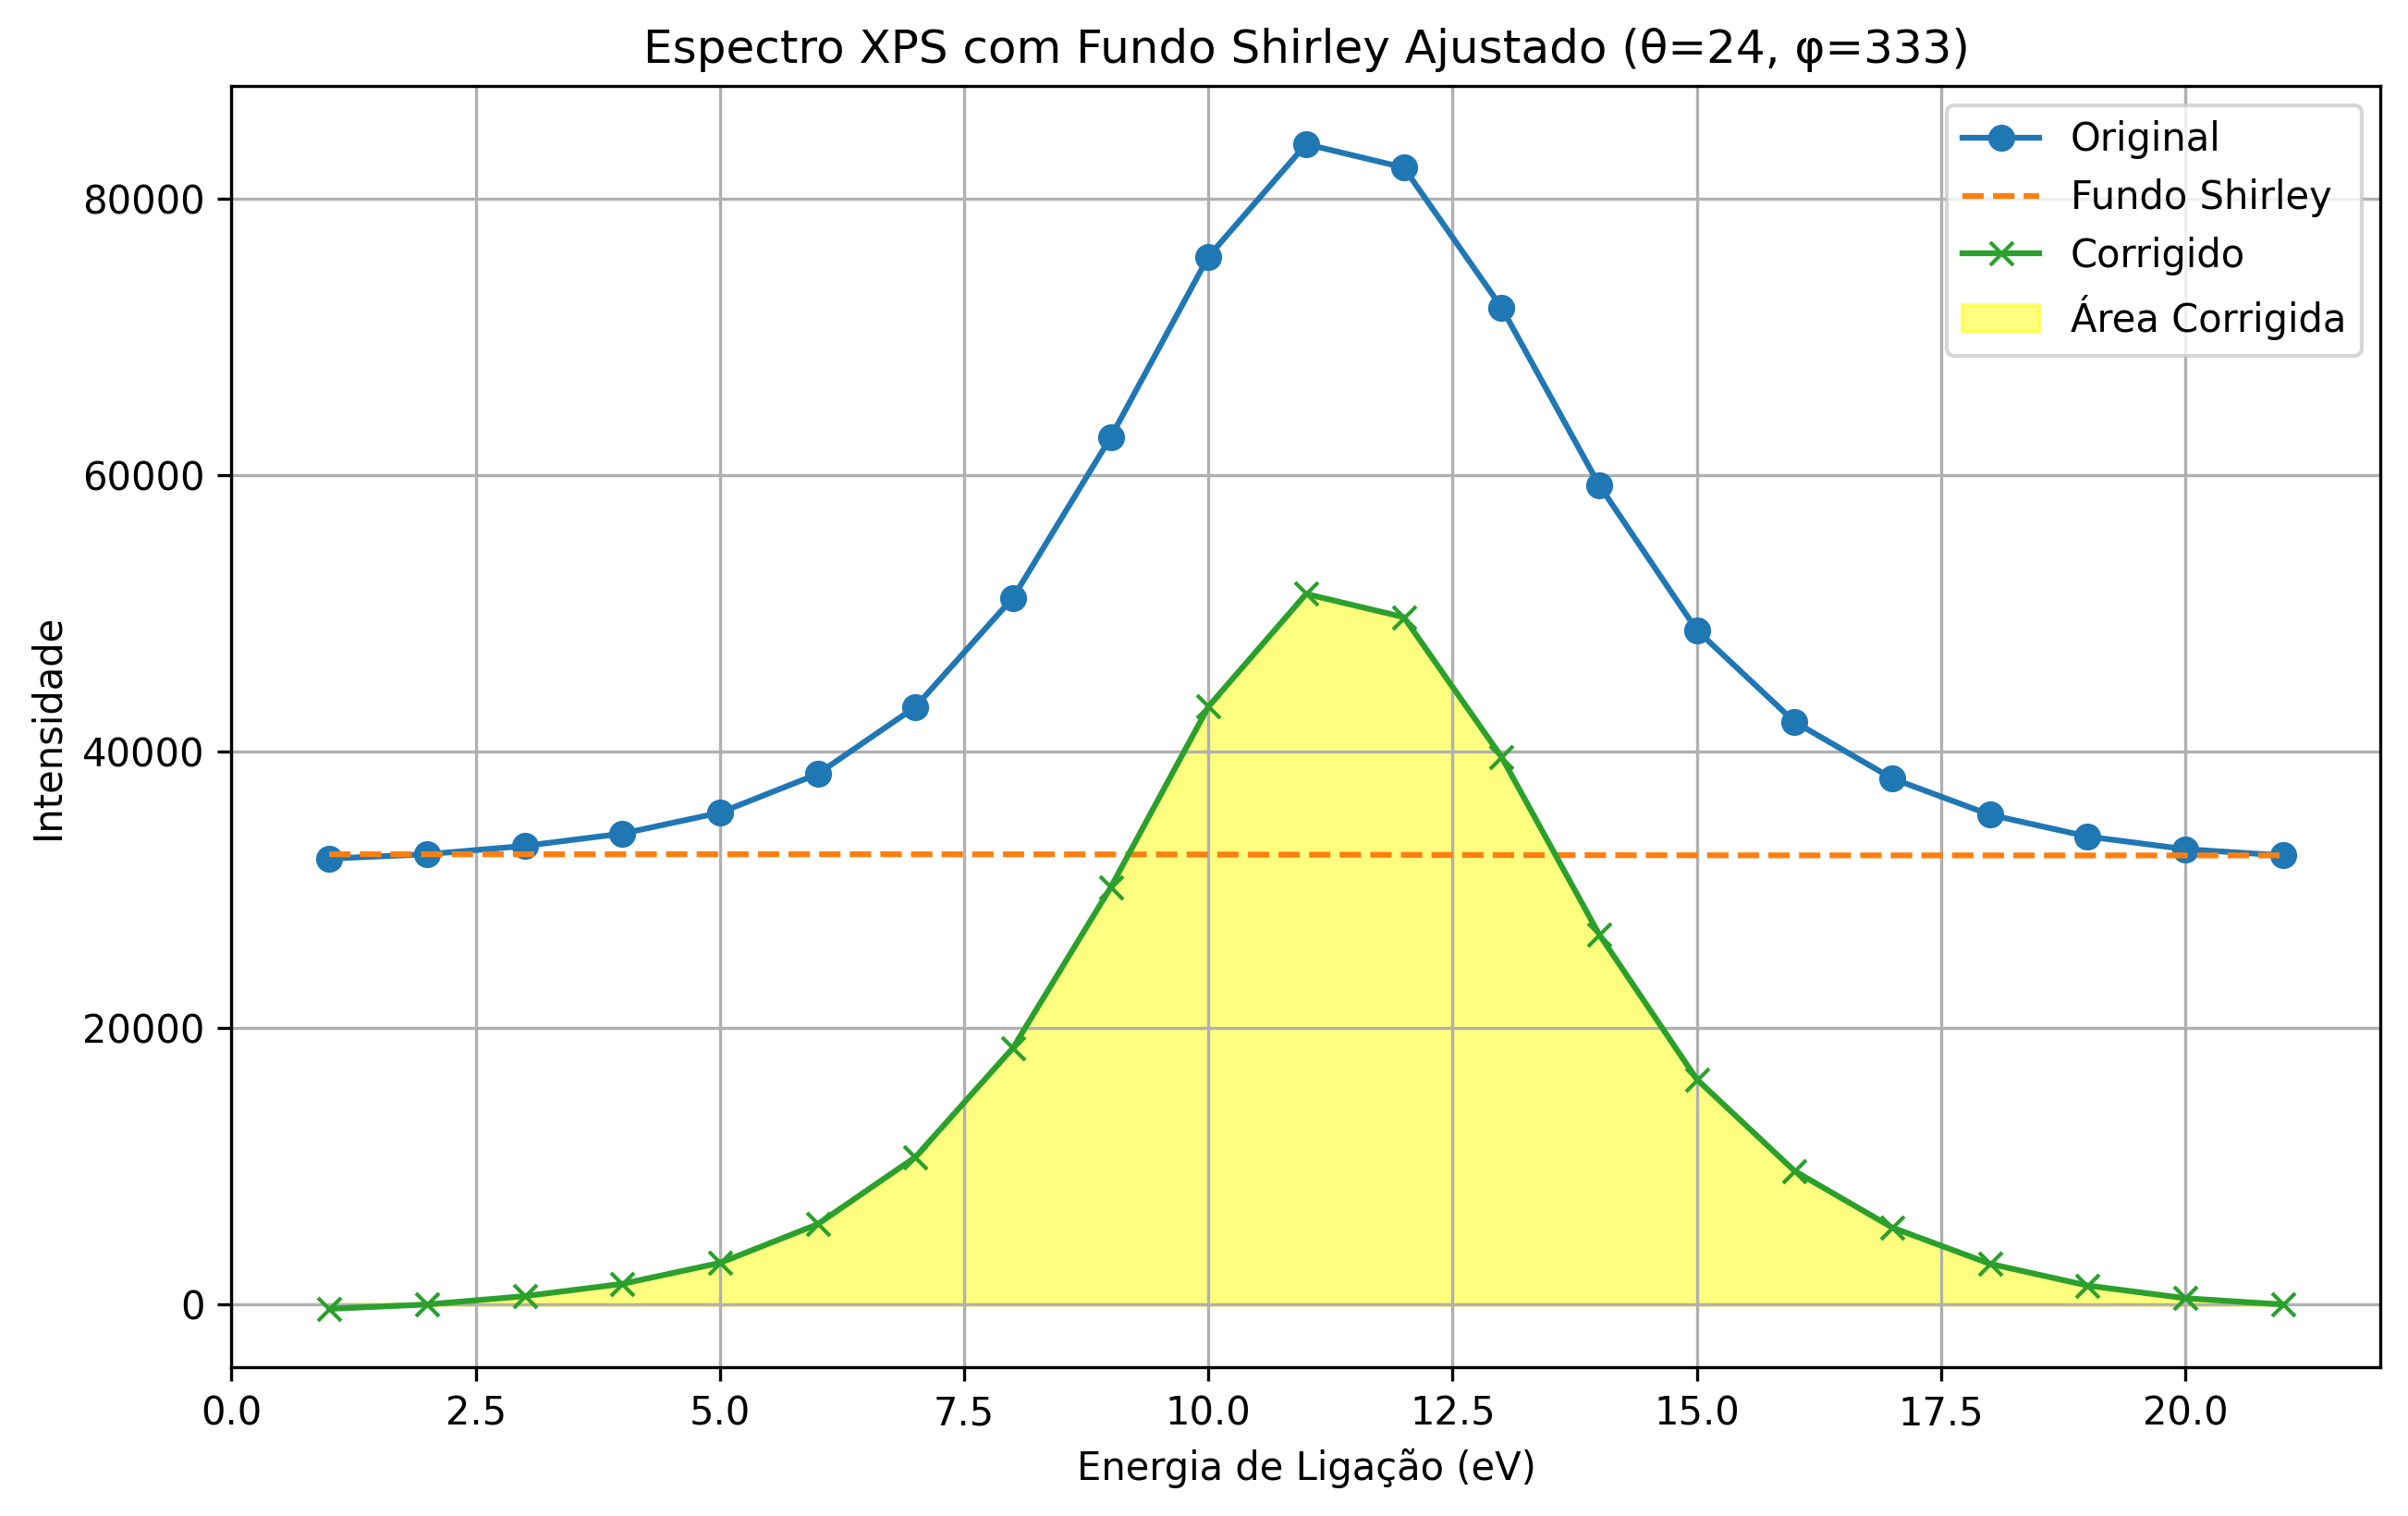 Espectro XPS com Fundo Shirley Ajustado (θ=24, φ=333)
Original
Fundo Shirley
Corrigido
Área Corrigida
80000
60000
40000
20000
0
Intensidade
0.0 2.5 5.0 7.5 10.0 12.5 15.0 17.5 20.0
Energia de Ligação (eV)